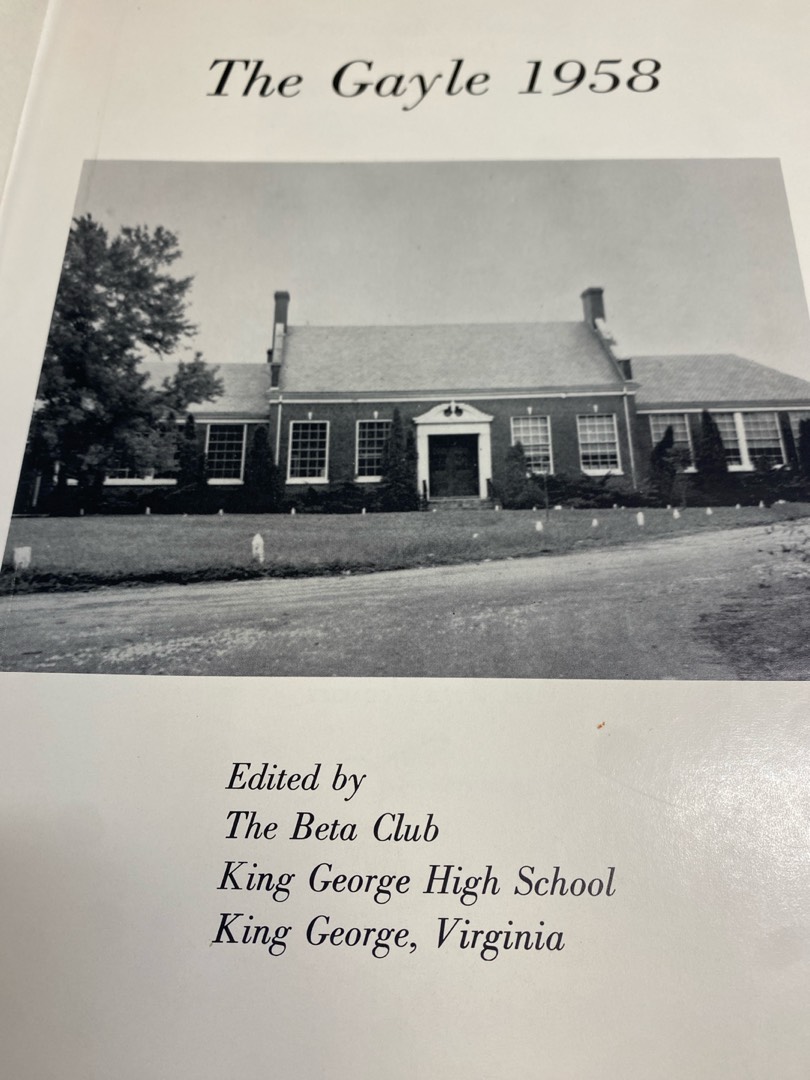 The Gayle 1958
Edited by
The Beta Club
King George High School
King George, Virginia